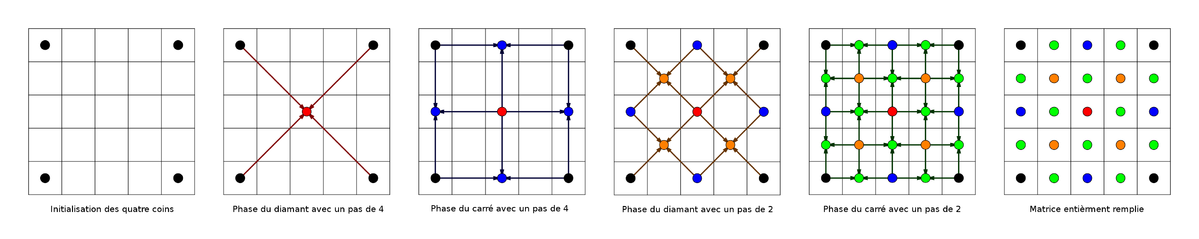 Initialisation des quatre coins
Phase du diamant avec un pas de 4
Phase du carré avec un pas de 4
Phase du diamant avec un pas de 2
Phase du carré avec un pas de 2
Matrice entièrment remplie